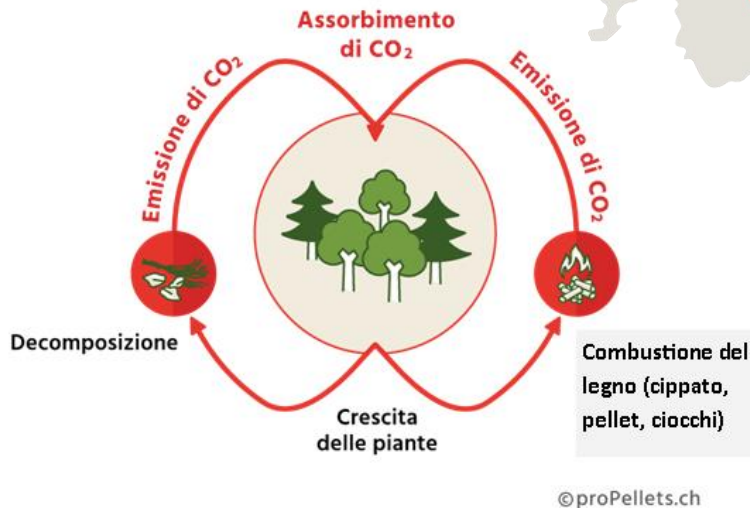 Assorbimento
di CO₂
Emissione di CO₂
Emissione di CO₂
Decomposizione
Combustione del
legno (cippato,
pellet, ciocchi)
Crescita
delle piante
©proPellets.ch